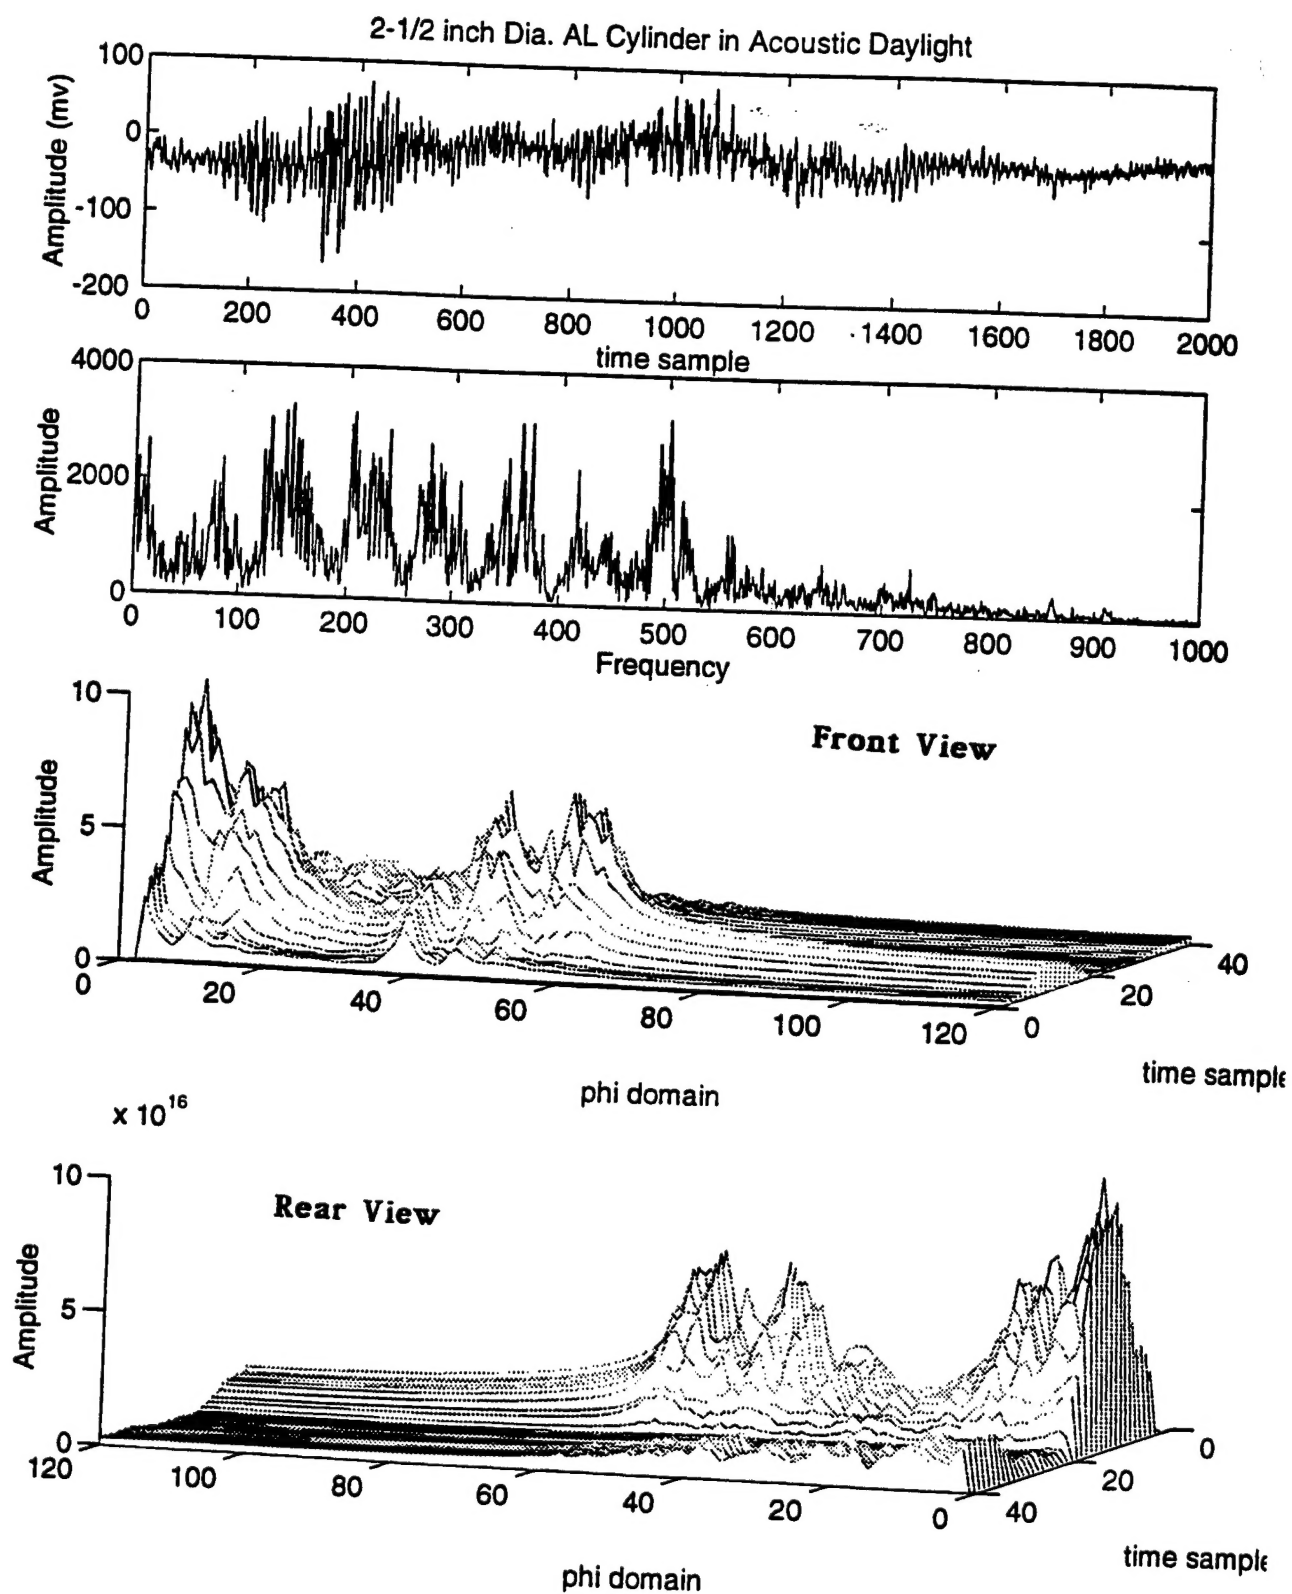 2-1/2 inch Dia. AL Cylinder in Acoustic Daylight
100
0
-100
-200
Amplitude (mv)
0 200 400 600 800 1000 1200 1400 1600 1800 2000
time sample
4000
2000
0
Amplitude
0 100 200 300 400 500 600 700 800 900 1000
Frequency
10
5
0
Amplitude
Front View
0 20 40 60 80 100 120
0 20 40
time sample
phi domain
x 10^16
10
5
0
Amplitude
Rear View
120 100 80 60 40 20 0
40 20 0
time sample
phi domain